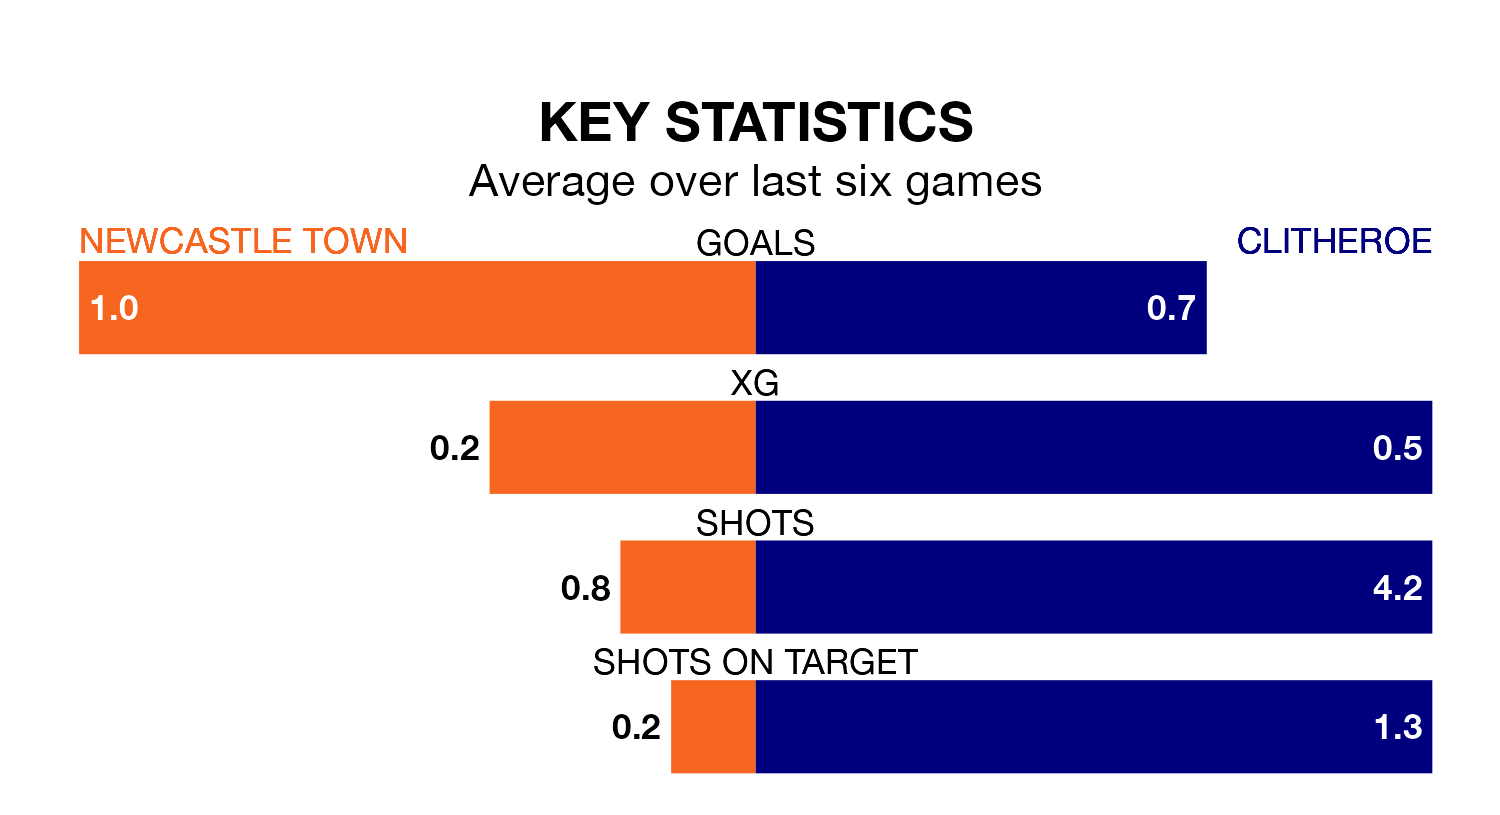 KEY STATISTICS
Average over last six games
NEWCASTLE TOWN GOALS CLITHEROE
1.0 0.7
XG
0.2 0.5
SHOTS
0.8 4.2
SHOTS ON TARGET
0.2 1.3